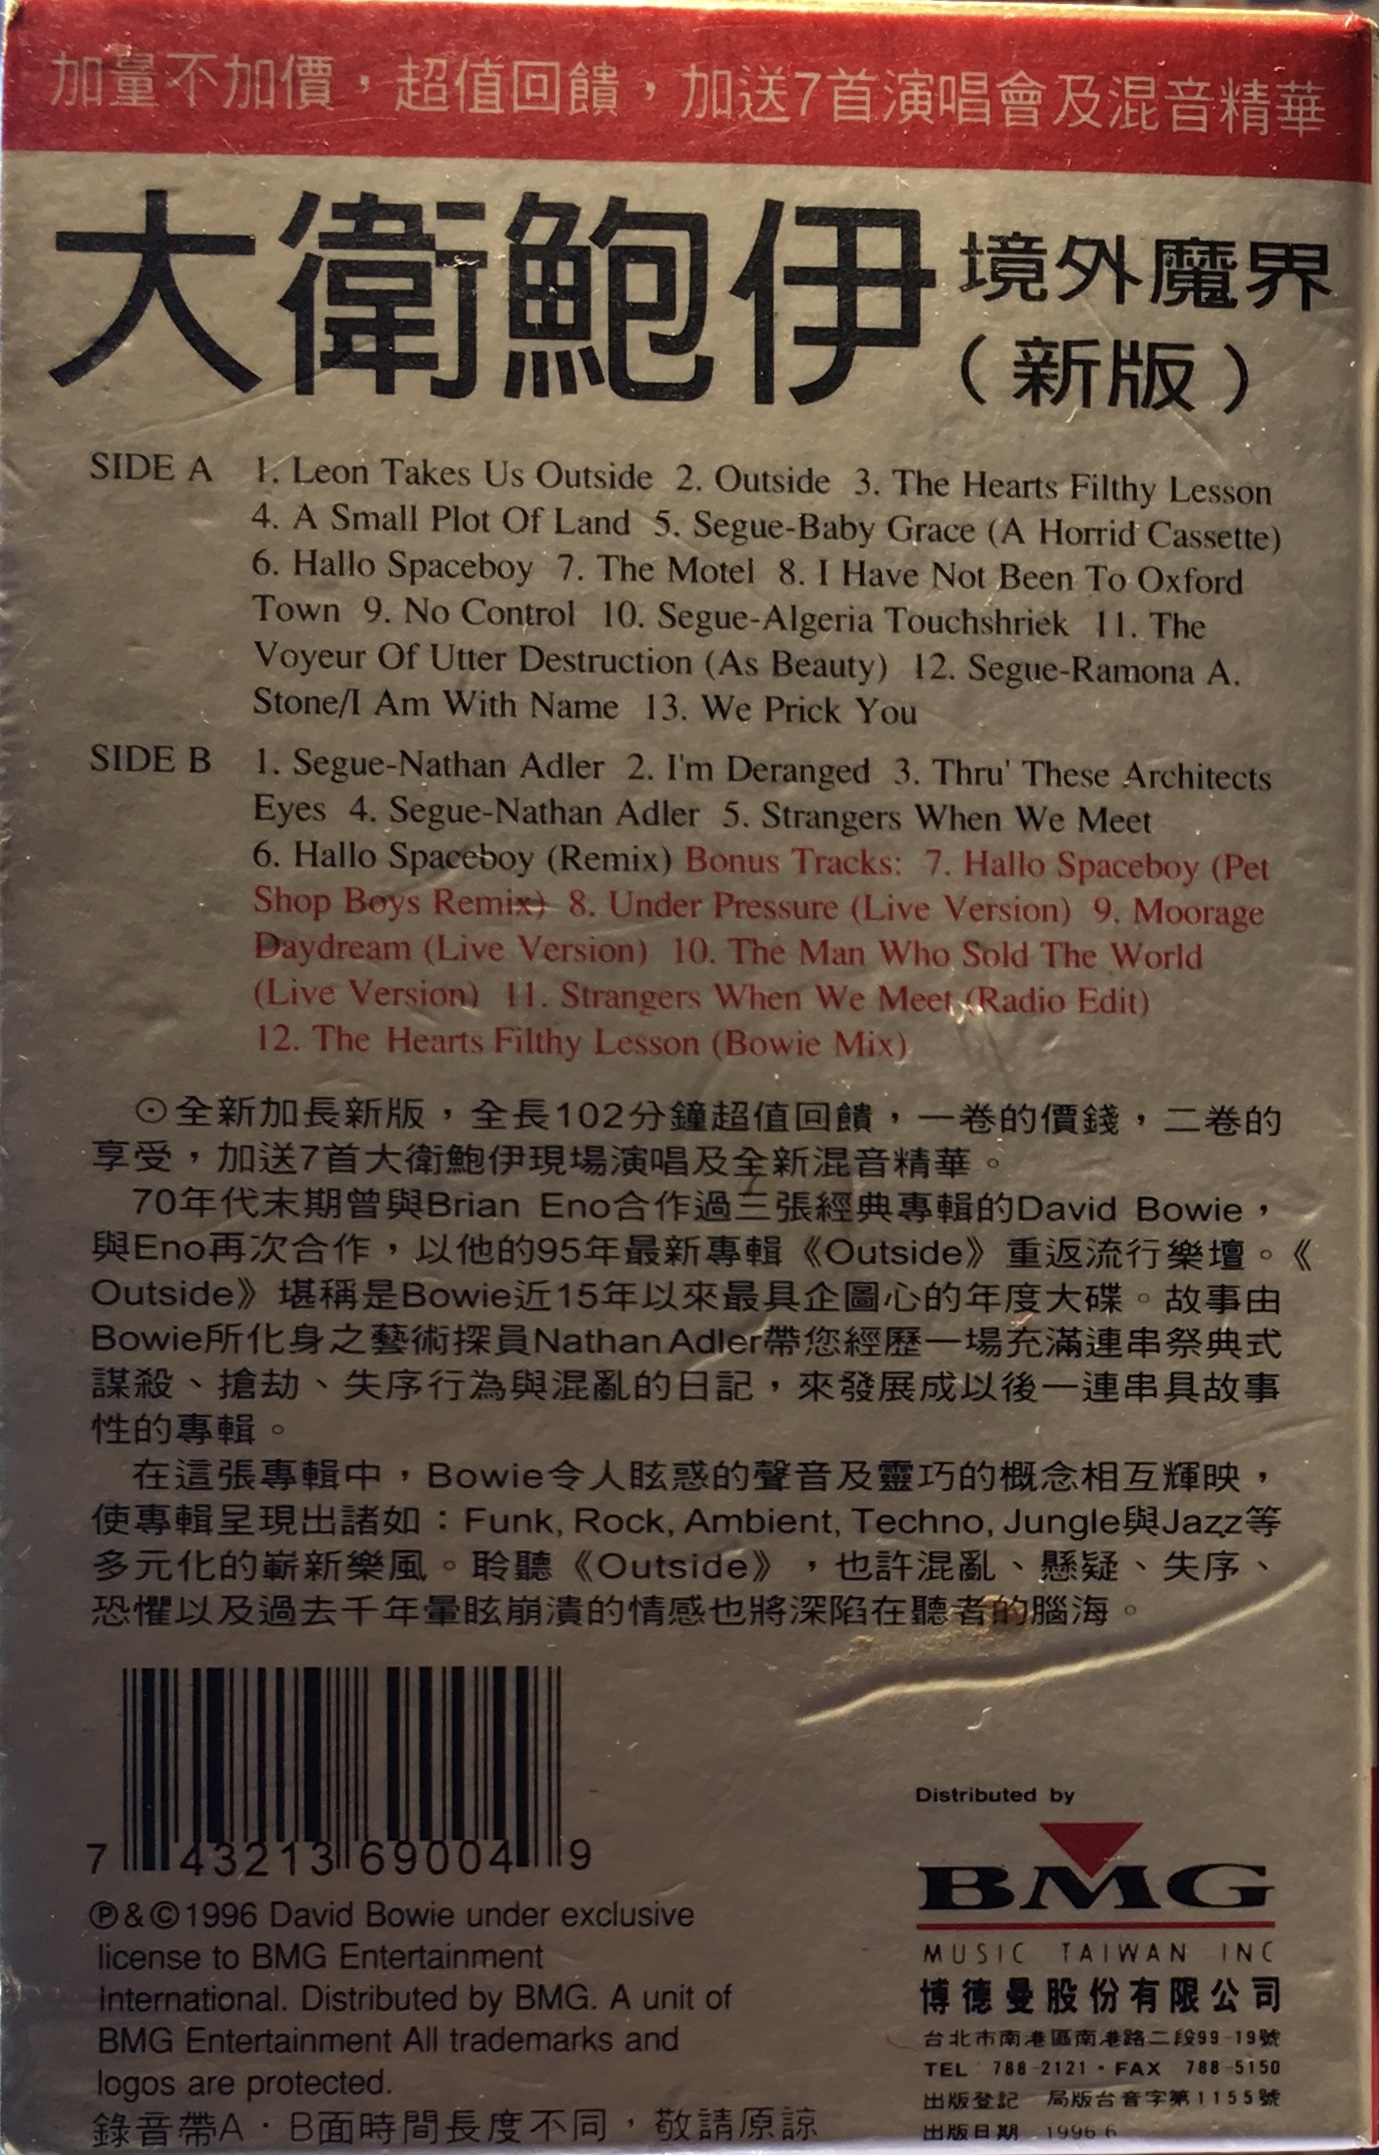 加量不加價，超值回饋，加送7首演唱會及混音精華
大衛鮑伊 境外魔界
（新版）
SIDE A 1. Leon Takes Us Outside 2. Outside 3. The Hearts Filthy Lesson
4. A Small Plot Of Land 5. Segue-Baby Grace (A Horrid Cassette)
6. Hallo Spaceboy 7. The Motel 8. I Have Not Been To Oxford
Town 9. No Control 10. Segue-Algeria Touchshriek 11. The
Voyeur Of Utter Destruction (As Beauty) 12. Segue-Ramona A.
Stone/I Am With Name 13. We Prick You
SIDE B 1. Segue-Nathan Adler 2. I'm Deranged 3. Thru' These Architects
Eyes 4. Segue-Nathan Adler 5. Strangers When We Meet
6. Hallo Spaceboy (Remix) Bonus Tracks: 7. Hallo Spaceboy (Pet
Shop Boys Remix) 8. Under Pressure (Live Version) 9. Moorage
Daydream (Live Version) 10. The Man Who Sold The World
(Live Version) 11. Strangers When We Meet (Radio Edit)
12. The Hearts Filthy Lesson (Bowie Mix)
⊙全新加長新版，全長102分鐘超值回饋，一卷的價錢，二卷的
享受，加送7首大衛鮑伊現場演唱及全新混音精華。
70年代末期曾與Brian Eno合作過三張經典專輯的David Bowie，
與Eno再次合作，以他的95年最新專輯《Outside》重返流行樂壇。《
Outside》堪稱是Bowie近15年以來最具企圖心的年度大碟。故事由
Bowie所化身之藝術探員Nathan Adler帶您經歷一場充滿連串祭典式
謀殺、搶劫、失序行為與混亂的日記，來發展成以後一連串具故事
性的專輯。
在這張專輯中，Bowie令人眩惑的聲音及靈巧的概念相互輝映，
使專輯呈現出諸如：Funk, Rock, Ambient, Techno, Jungle與Jazz等
多元化的嶄新樂風。聆聽《Outside》，也許混亂、懸疑、失序、
恐懼以及過去千年暈眩崩潰的情感也將深陷在聽者的腦海。
7 43213 69004 9
Ⓟ&©1996 David Bowie under exclusive
license to BMG Entertainment
International. Distributed by BMG. A unit of
BMG Entertainment All trademarks and
logos are protected.
錄音帶A．B面時間長度不同，敬請原諒
Distributed by
BMG
MUSIC TAIWAN INC
博德曼股份有限公司
台北市南港區南港路二段99-19號
TEL：788-2121・FAX：788-5150
出版登記 局版台音字第1155號
出版日期 1996.6